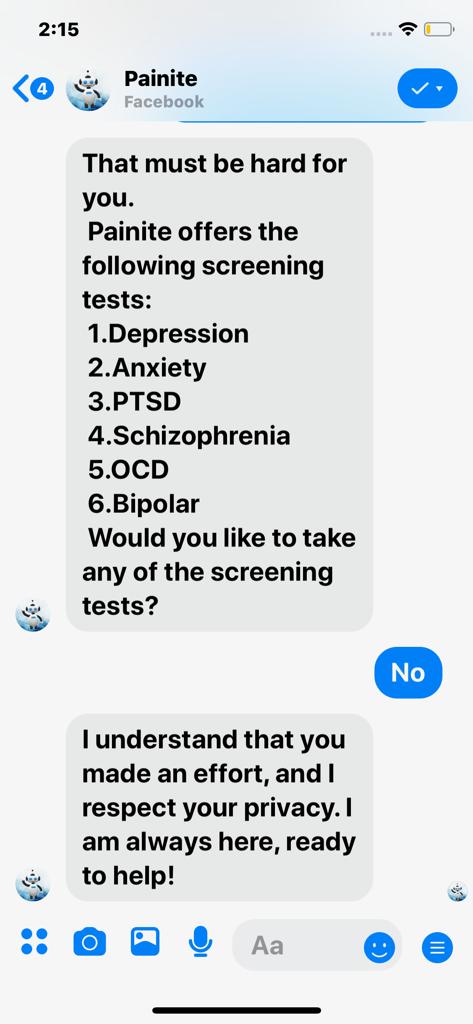 2:15
4
Painite
Facebook
That must be hard for
you.
Painite offers the
following screening
tests:
1.Depression
2.Anxiety
3.PTSD
4.Schizophrenia
5.OCD
6.Bipolar
Would you like to take
any of the screening
tests?
No
I understand that you
made an effort, and I
respect your privacy. I
am always here, ready
to help!
Aa